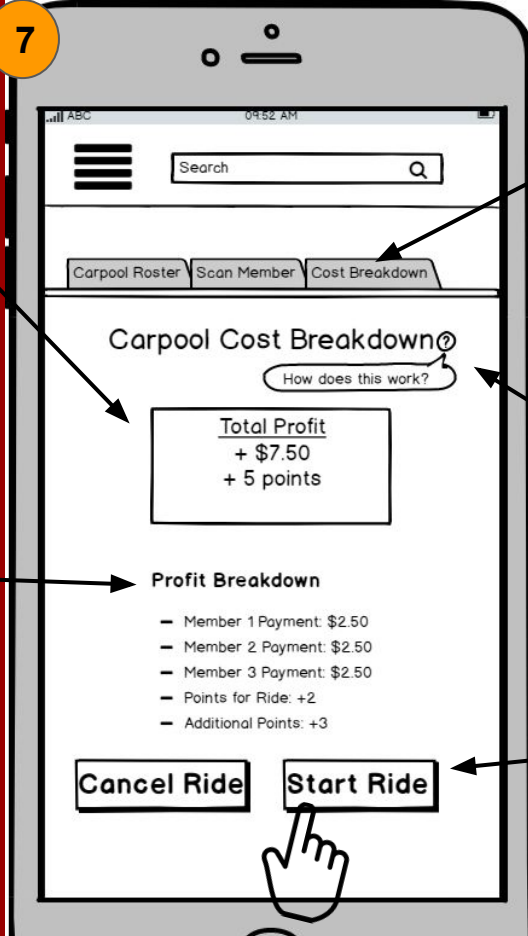 7
ABC 09:52 AM
Search
Carpool Roster Scan Member Cost Breakdown
Carpool Cost Breakdown?
How does this work?
Total Profit
+ $7.50
+ 5 points
Profit Breakdown
– Member 1 Payment: $2.50
– Member 2 Payment: $2.50
– Member 3 Payment: $2.50
– Points for Ride: +2
– Additional Points: +3
Cancel Ride Start Ride